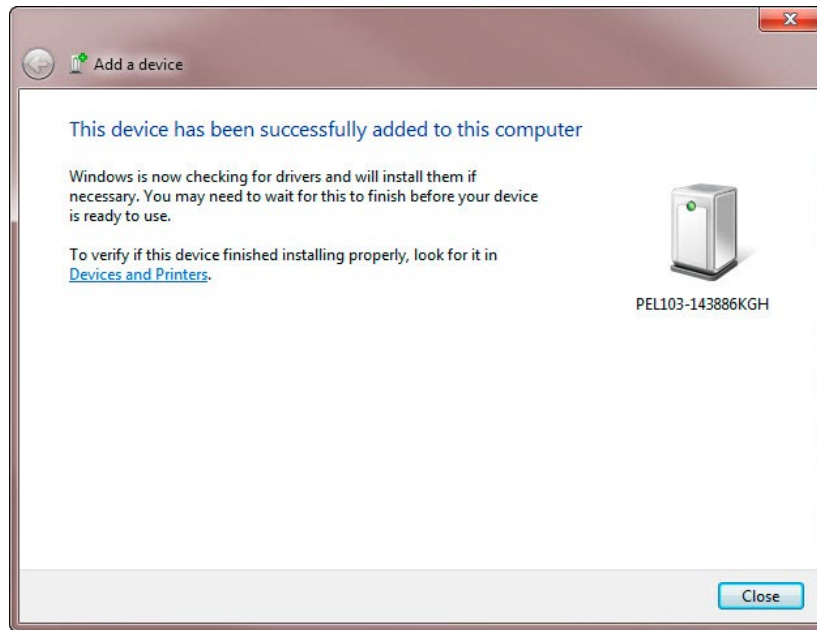 Add a device
This device has been successfully added to this computer
Windows is now checking for drivers and will install them if
necessary. You may need to wait for this to finish before your device
is ready to use.
To verify if this device finished installing properly, look for it in
Devices and Printers.
PEL103-143886KGH
Close